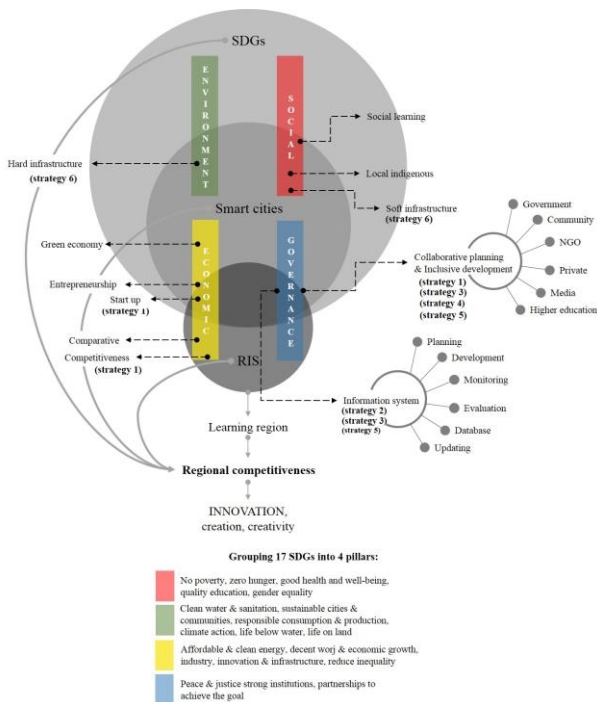 SDGs
ENVIRONMENT
SOCIAL
Social learning
Hard infrastructure
(strategy 6)
Local indigenous
Smart cities
Soft infrastructure
(strategy 6)
Green economy
ECONOMIC
GOVERNANCE
Entrepreneurship
Start up
(strategy 1)
Comparative
Competitiveness
(strategy 1)
RIS
Collaborative planning
& Inclusive development
(strategy 1)
(strategy 3)
(strategy 4)
(strategy 5)
Government
Community
NGO
Private
Media
Higher education
Information system
(strategy 2)
(strategy 3)
(strategy 5)
Planning
Development
Monitoring
Evaluation
Database
Updating
Learning region
Regional competitiveness
INNOVATION,
creation, creativity
Grouping 17 SDGs into 4 pillars:
No poverty, zero hunger, good health and well-being,
quality education, gender equality
Clean water & sanitation, sustainable cities &
communities, responsible consumption & production,
climate action, life below water, life on land
Affordable & clean energy, decent worj & economic growth,
industry, innovation & infrastructure, reduce inequality
Peace & justice strong institutions, partnerships to
achieve the goal